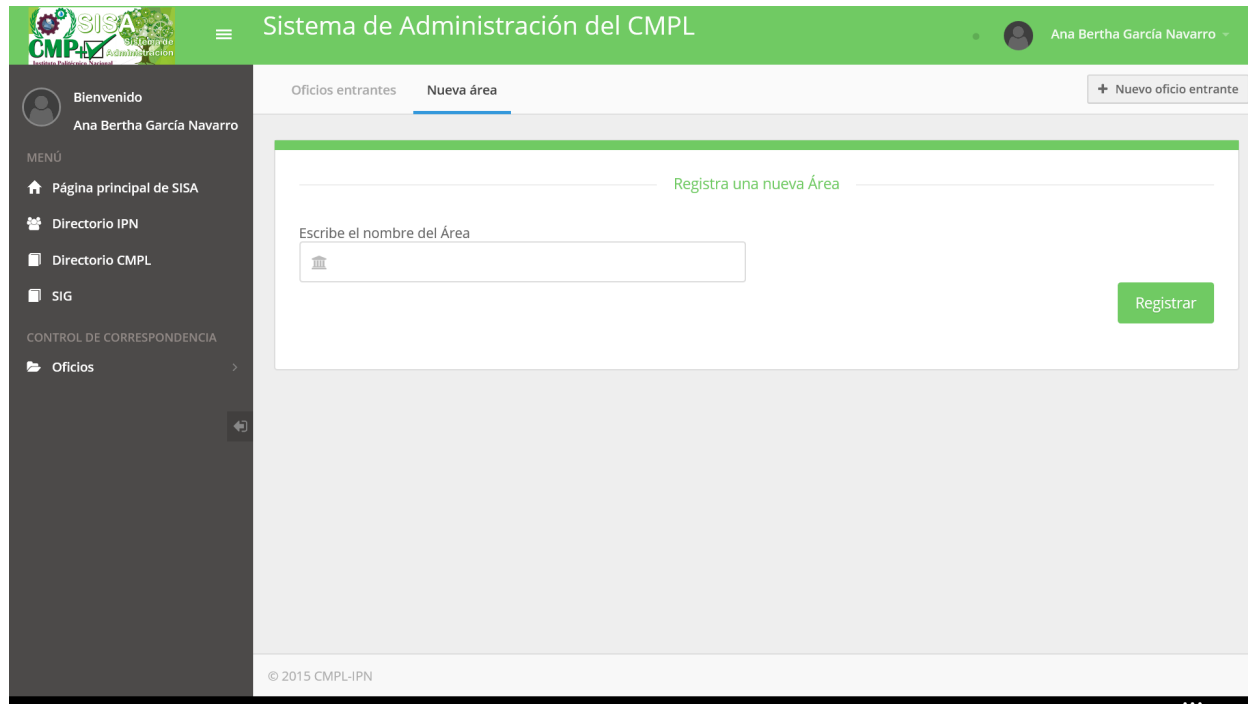 SISA
CMP+L
Sistema de
Administración
Instituto Politécnico Nacional
Sistema de Administración del CMPL
Ana Bertha García Navarro
Bienvenido
Ana Bertha García Navarro
MENÚ
Página principal de SISA
Directorio IPN
Directorio CMPL
SIG
CONTROL DE CORRESPONDENCIA
Oficios
Oficios entrantes
Nueva área
+ Nuevo oficio entrante
Registra una nueva Área
Escribe el nombre del Área
Registrar
© 2015 CMPL-IPN